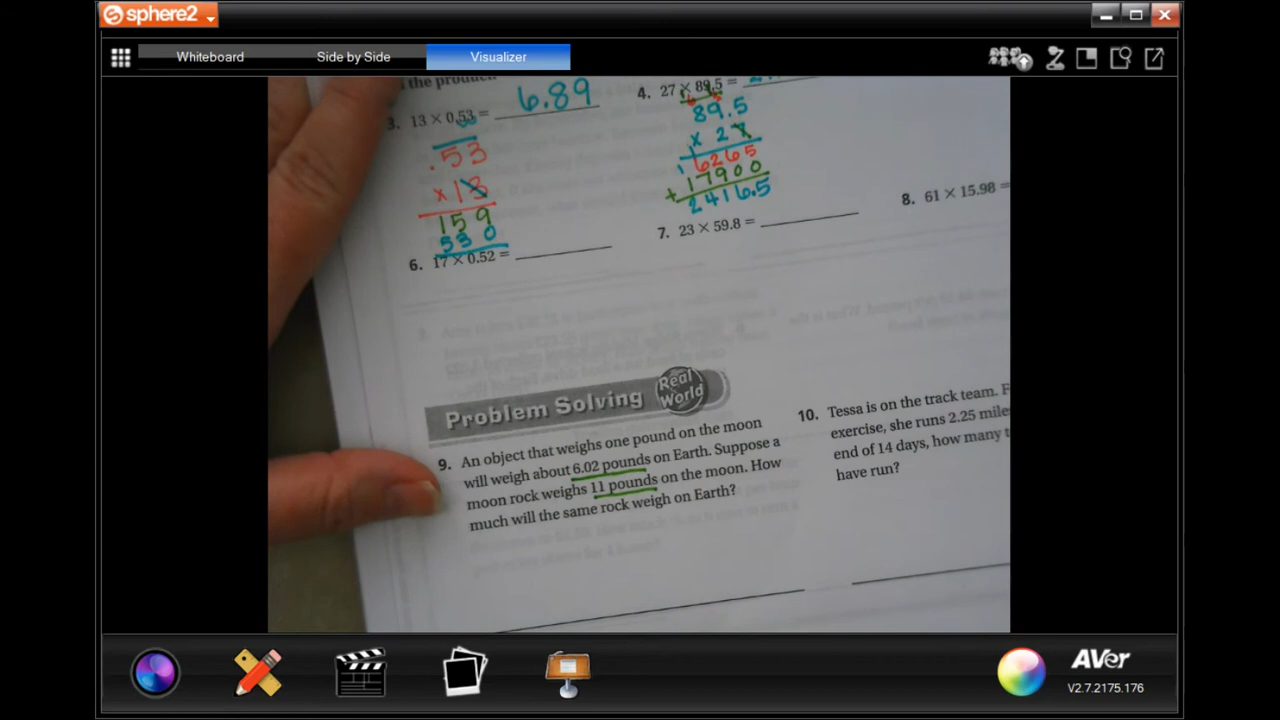 sphere2
Whiteboard Side by Side Visualizer
the product.
3. 13 × 0.53 = 6.89
4. 27 × 89.5 =
.53
× 13
159
530
89.5
× 27
6265
+ 17900
2416.5
6. 17 × 0.52 =
7. 23 × 59.8 =
8. 61 × 15.98 =
Problem Solving Real World
9. An object that weighs one pound on the moon
will weigh about 6.02 pounds on Earth. Suppose a
moon rock weighs 11 pounds on the moon. How
much will the same rock weigh on Earth?
10. Tessa is on the track team. F
exercise, she runs 2.25 mile
end of 14 days, how many
have run?
AVer
V2.7.2175.176